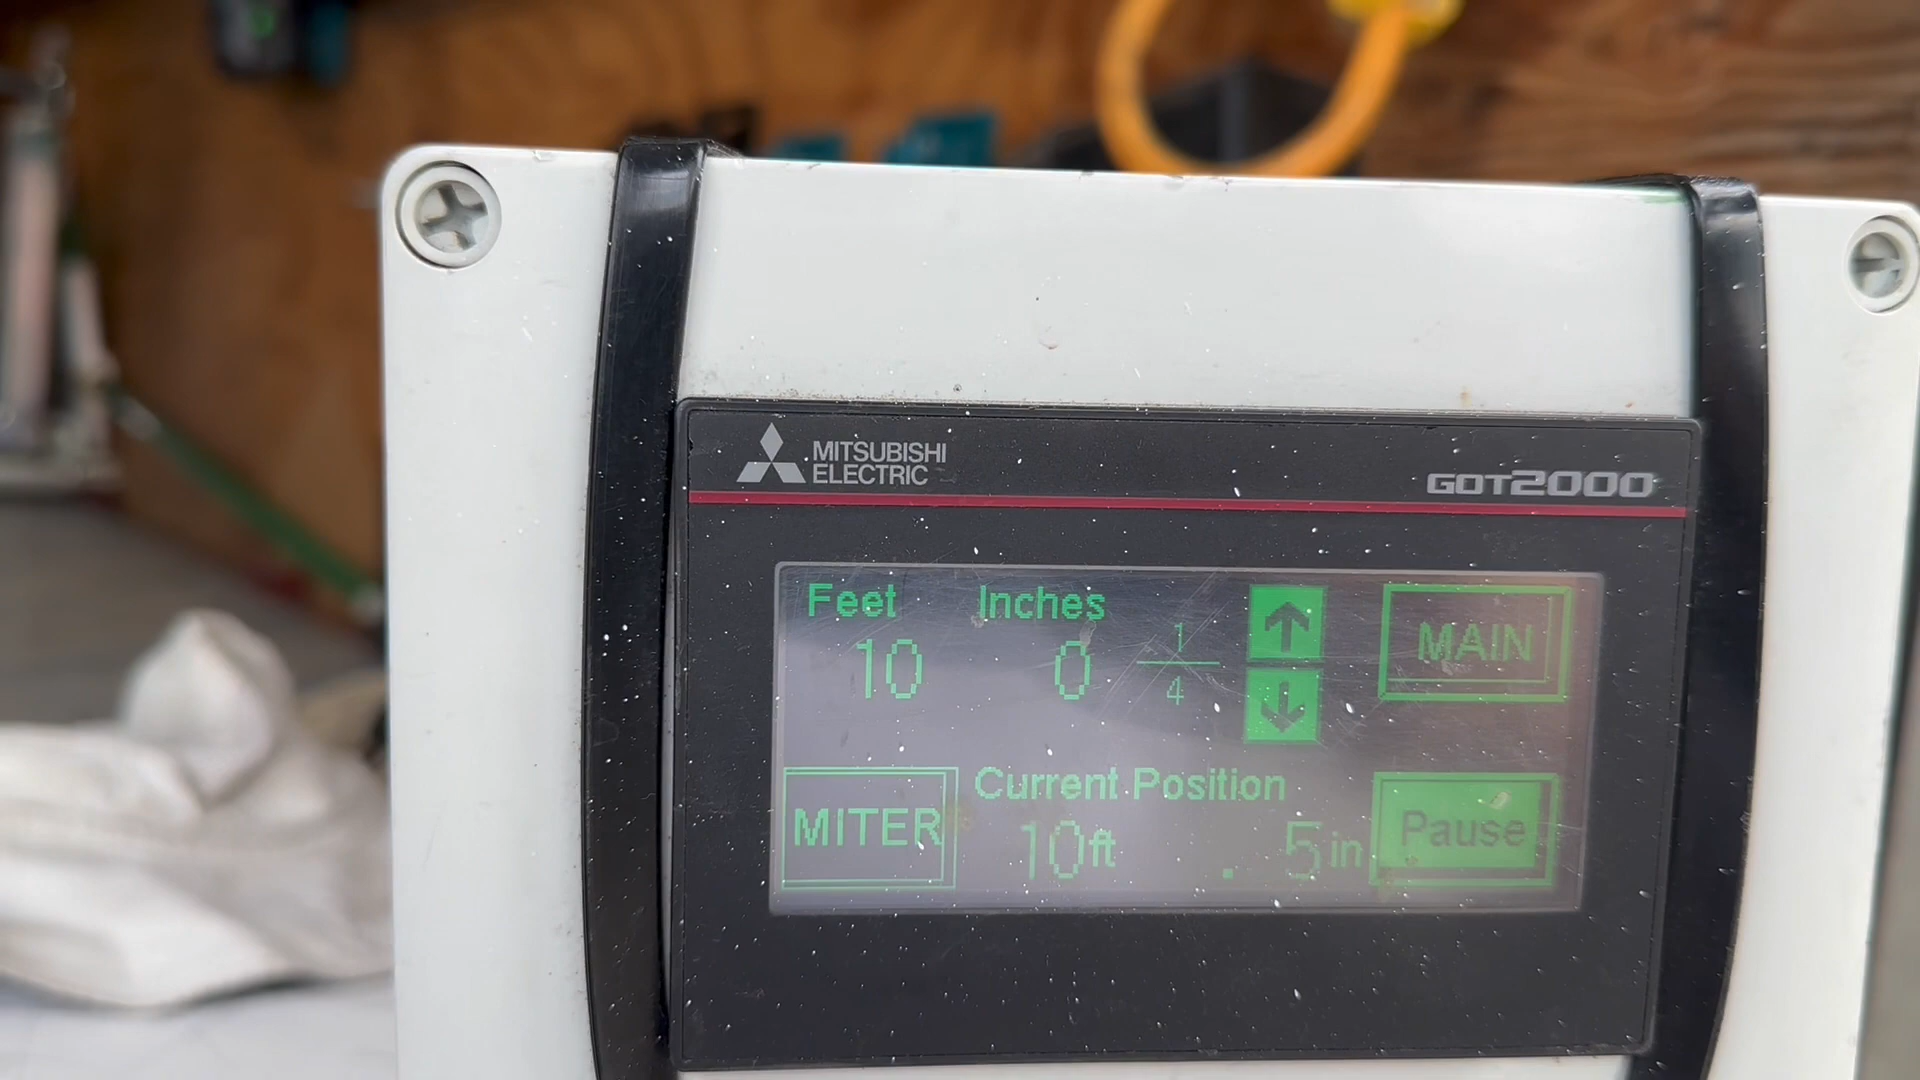 MITSUBISHI
ELECTRIC
GOT2000
Feet Inches
10 0 1/4
MAIN
MITER
Current Position
10ft . 5in
Pause